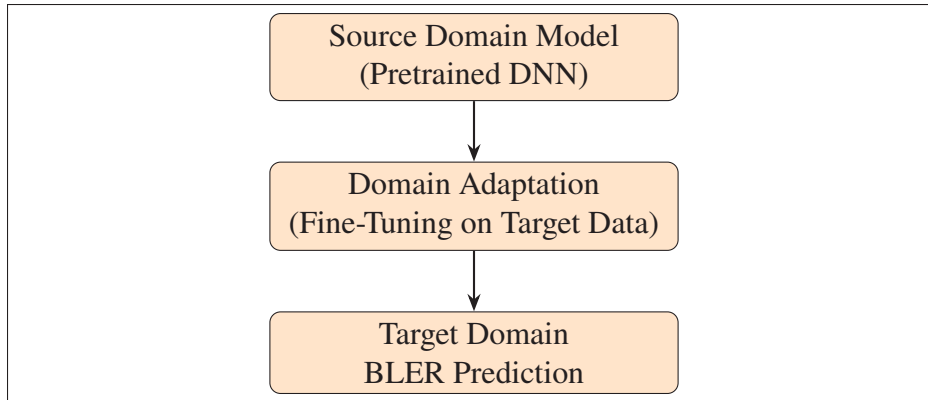 Source Domain Model
(Pretrained DNN)
Domain Adaptation
(Fine-Tuning on Target Data)
Target Domain
BLER Prediction